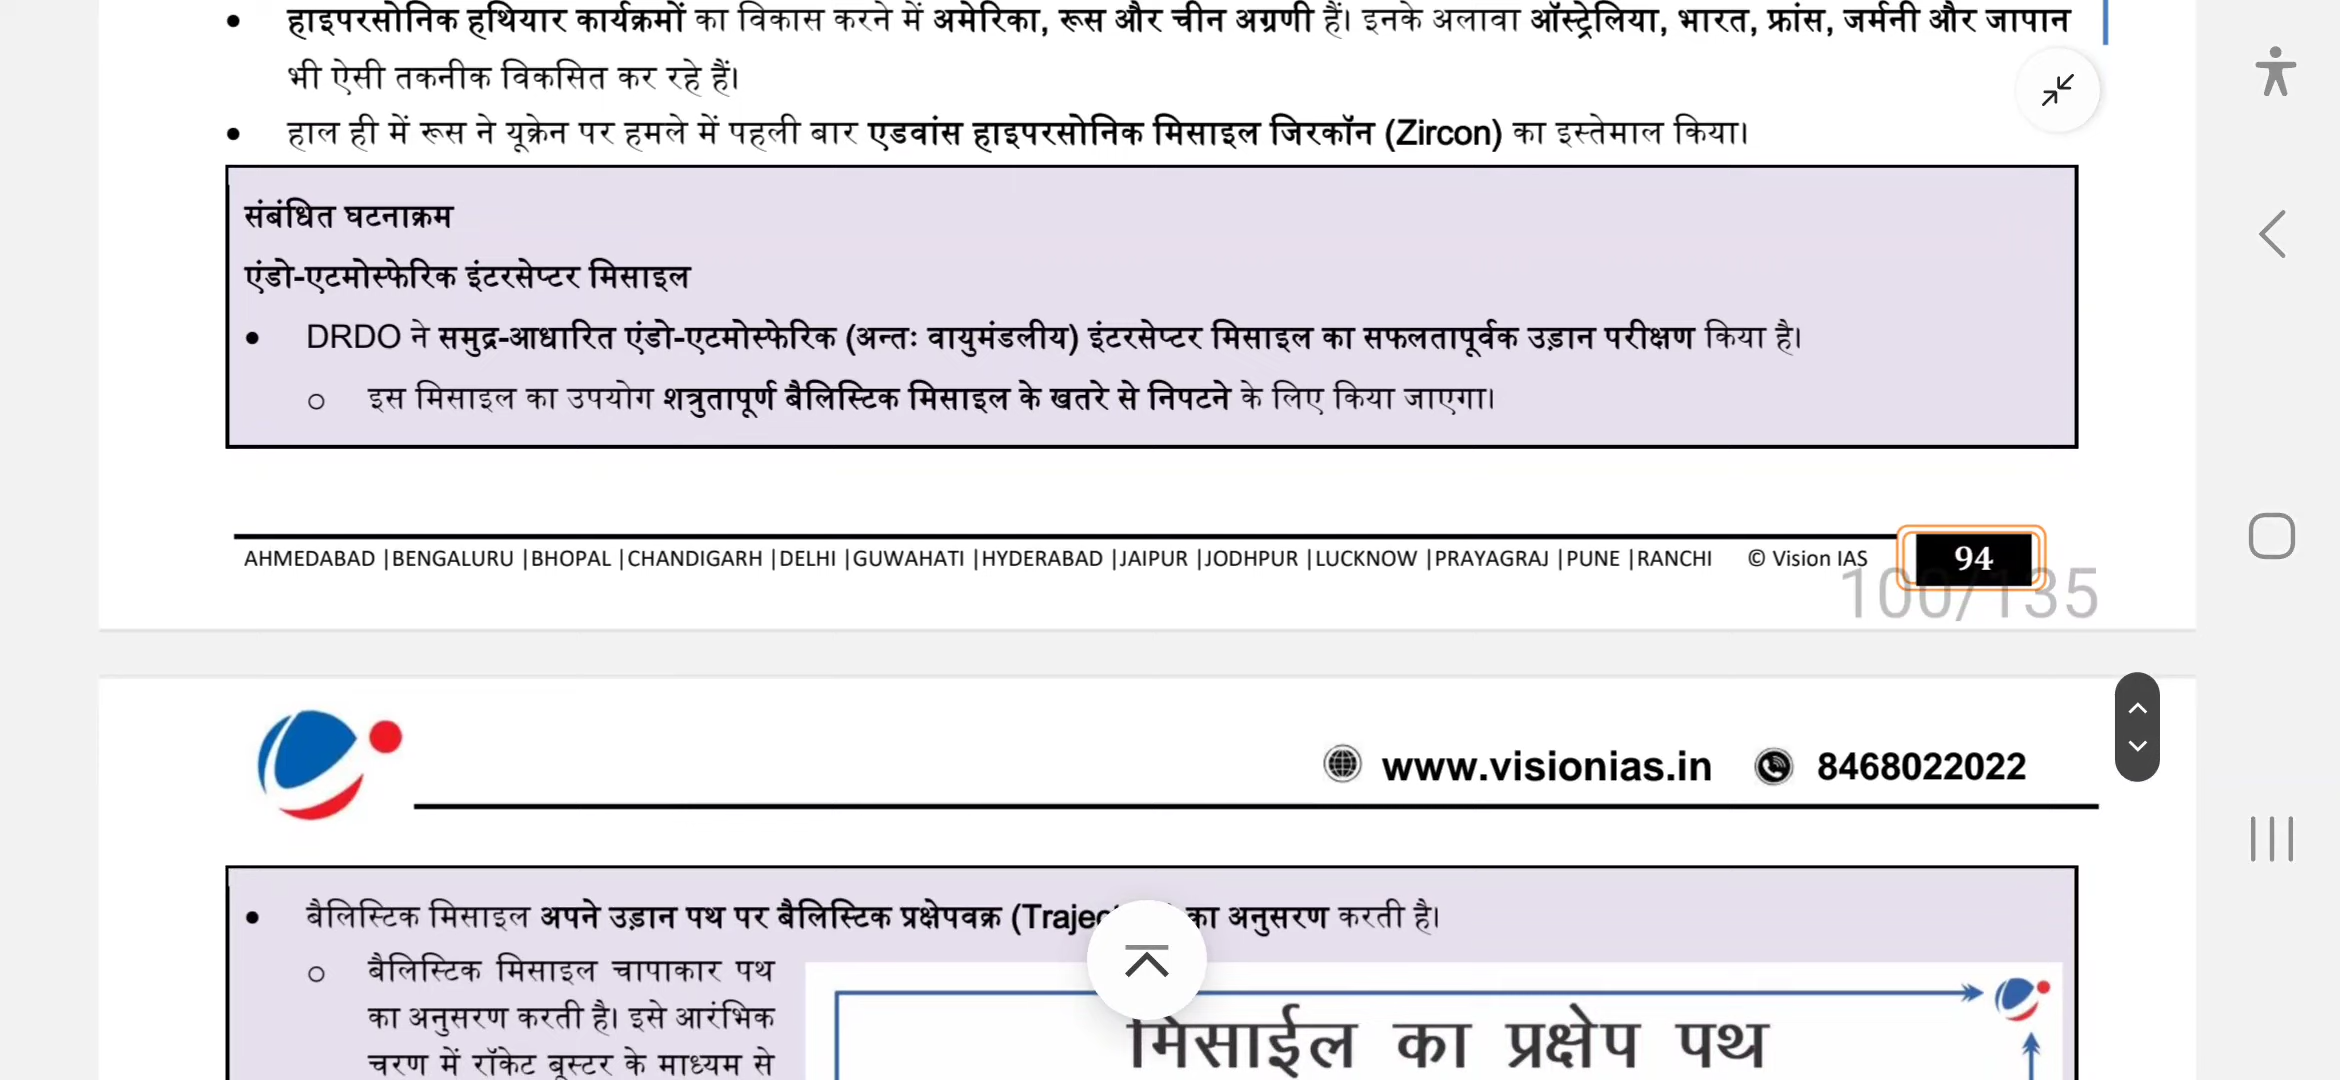 • हाइपरसोनिक हथियार कार्यक्रमों का विकास करने में अमेरिका, रूस और चीन अग्रणी हैं। इनके अलावा ऑस्ट्रेलिया, भारत, फ्रांस, जर्मनी और जापान
भी ऐसी तकनीक विकसित कर रहे हैं।
• हाल ही में रूस ने यूक्रेन पर हमले में पहली बार एडवांस हाइपरसोनिक मिसाइल जिरकॉन (Zircon) का इस्तेमाल किया।
संबंधित घटनाक्रम
एंडो-एटमोस्फेरिक इंटरसेप्टर मिसाइल
• DRDO ने समुद्र-आधारित एंडो-एटमोस्फेरिक (अन्तः वायुमंडलीय) इंटरसेप्टर मिसाइल का सफलतापूर्वक उड़ान परीक्षण किया है।
○ इस मिसाइल का उपयोग शत्रुतापूर्ण बैलिस्टिक मिसाइल के खतरे से निपटने के लिए किया जाएगा।
AHMEDABAD |BENGALURU |BHOPAL |CHANDIGARH |DELHI |GUWAHATI |HYDERABAD |JAIPUR |JODHPUR |LUCKNOW |PRAYAGRAJ |PUNE |RANCHI © Vision IAS 94
100/135
www.visionias.in 8468022022
• बैलिस्टिक मिसाइल अपने उड़ान पथ पर बैलिस्टिक प्रक्षेपवक्र का अनुसरण करती है।
○ बैलिस्टिक मिसाइल चापाकार पथ
का अनुसरण करती है। इसे आरंभिक
चरण में रॉकेट बूस्टर के माध्यम से
मिसाईल का प्रक्षेप पथ